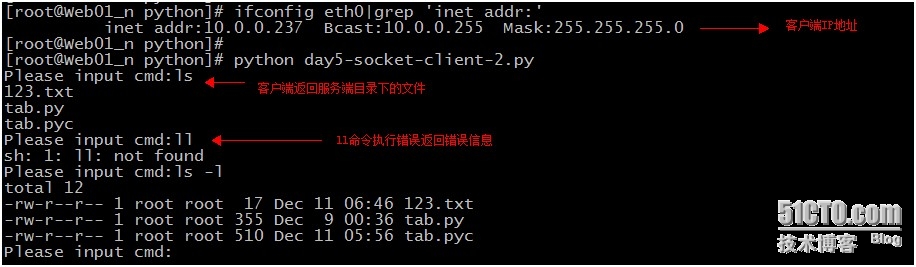 [root@Web01_n python]# ifconfig eth0|grep 'inet addr:'
inet addr:10.0.0.237  Bcast:10.0.0.255  Mask:255.255.255.0 客户端IP地址
[root@Web01_n python]#
[root@Web01_n python]# python day5-socket-client-2.py
Please input cmd:ls
123.txt 客户端返回服务端目录下的文件
tab.py
tab.pyc
Please input cmd:ll ll命令执行错误返回错误信息
sh: 1: ll: not found
Please input cmd:ls -l
total 12
-rw-r--r-- 1 root root  17 Dec 11 06:46 123.txt
-rw-r--r-- 1 root root 355 Dec  9 00:36 tab.py
-rw-r--r-- 1 root root 510 Dec 11 05:56 tab.pyc
Please input cmd:
51CTO.com
技术博客 Blog